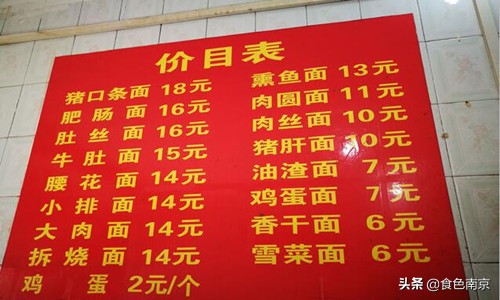 价目表
猪口条面 18元
肥肠面 16元
肚丝面 16元
牛肚面 15元
腰花面 14元
小排面 14元
大肉面 14元
拆烧面 14元
鸡蛋 2元/个
熏鱼面 13元
肉圆面 11元
肉丝面 10元
猪肝面 10元
油渣面 7元
鸡蛋面 7元
香干面 6元
雪菜面 6元
头条 @食色南京